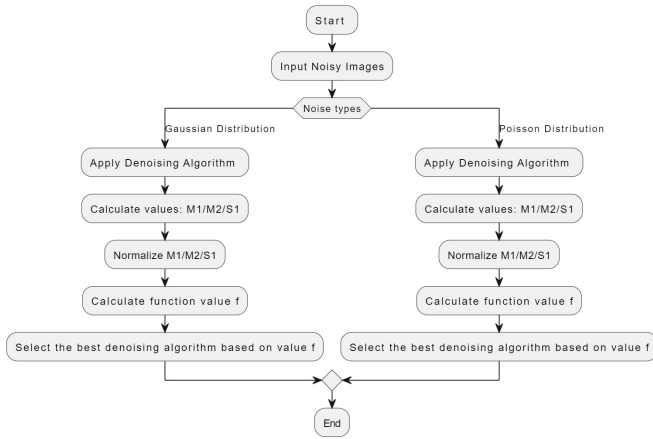 Start
Input Noisy Images
Noise types
Gaussian Distribution
Poisson Distribution
Apply Denoising Algorithm
Apply Denoising Algorithm
Calculate values: M1/M2/S1
Calculate values: M1/M2/S1
Normalize M1/M2/S1
Normalize M1/M2/S1
Calculate function value f
Calculate function value f
Select the best denoising algorithm based on value f
Select the best denoising algorithm based on value f
End